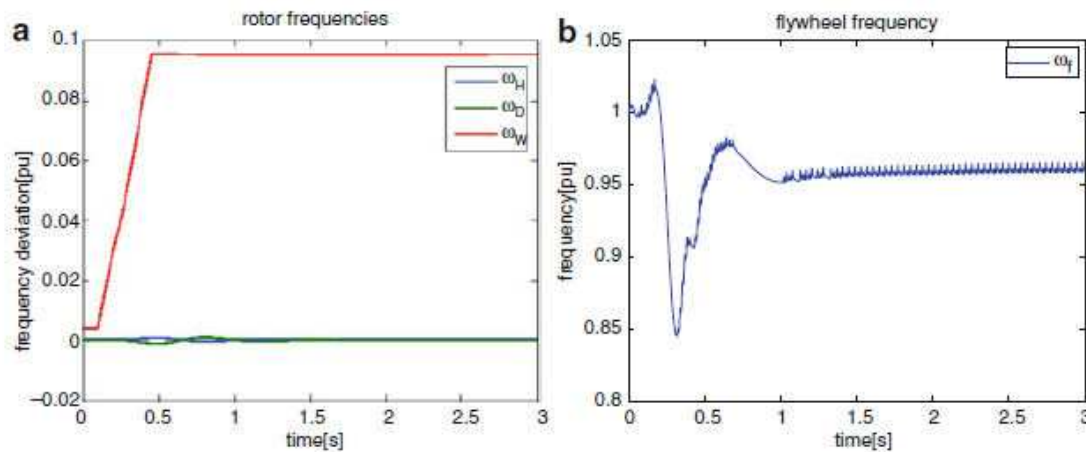 a
rotor frequencies
0.1
0.08
0.06
0.04
0.02
0
−0.02
frequency deviation[pu]
ωH
ωD
ωW
0 0.5 1 1.5 2 2.5 3
time[s]
b
flywheel frequency
1.05
1
0.95
0.9
0.85
0.8
frequency[pu]
ωf
0 0.5 1 1.5 2 2.5 3
time[s]